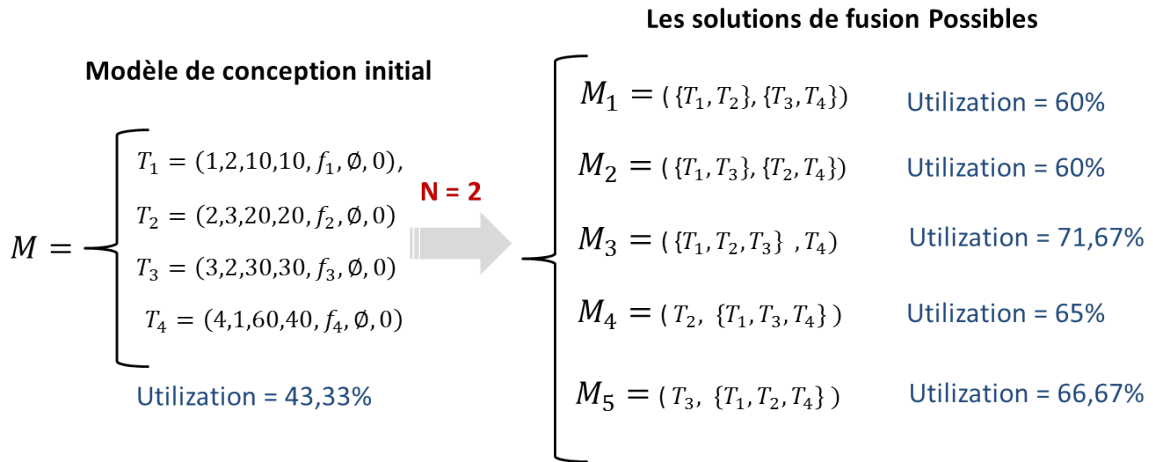 Les solutions de fusion Possibles
Modèle de conception initial
M =
T₁ = (1,2,10,10, f₁, ∅, 0),
T₂ = (2,3,20,20, f₂, ∅, 0)
T₃ = (3,2,30,30, f₃, ∅, 0)
T₄ = (4,1,60,40, f₄, ∅, 0)
Utilization = 43,33%
N = 2
M₁ = ( {T₁, T₂}, {T₃, T₄}) Utilization = 60%
M₂ = ( {T₁, T₃}, {T₂, T₄}) Utilization = 60%
M₃ = ( {T₁, T₂, T₃} , T₄) Utilization = 71,67%
M₄ = ( T₂, {T₁, T₃, T₄} ) Utilization = 65%
M₅ = ( T₃, {T₁, T₂, T₄} ) Utilization = 66,67%